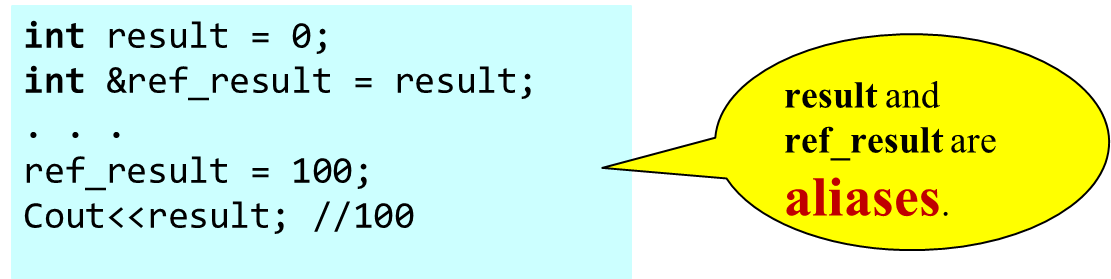 int result = 0;
int &ref_result = result;
. . .
ref_result = 100;
Cout<<result; //100
result and
ref_result are
aliases.